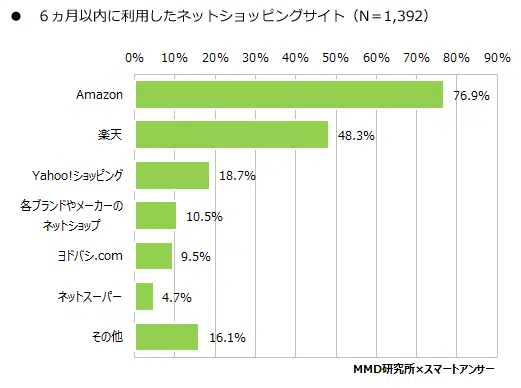 ● 6ヵ月以内に利用したネットショッピングサイト（N＝1,392）
0% 10% 20% 30% 40% 50% 60% 70% 80% 90%
Amazon 76.9%
楽天 48.3%
Yahoo!ショッピング 18.7%
各ブランドやメーカーの
ネットショップ 10.5%
ヨドバシ.com 9.5%
ネットスーパー 4.7%
その他 16.1%
MMD研究所×スマートアンサー